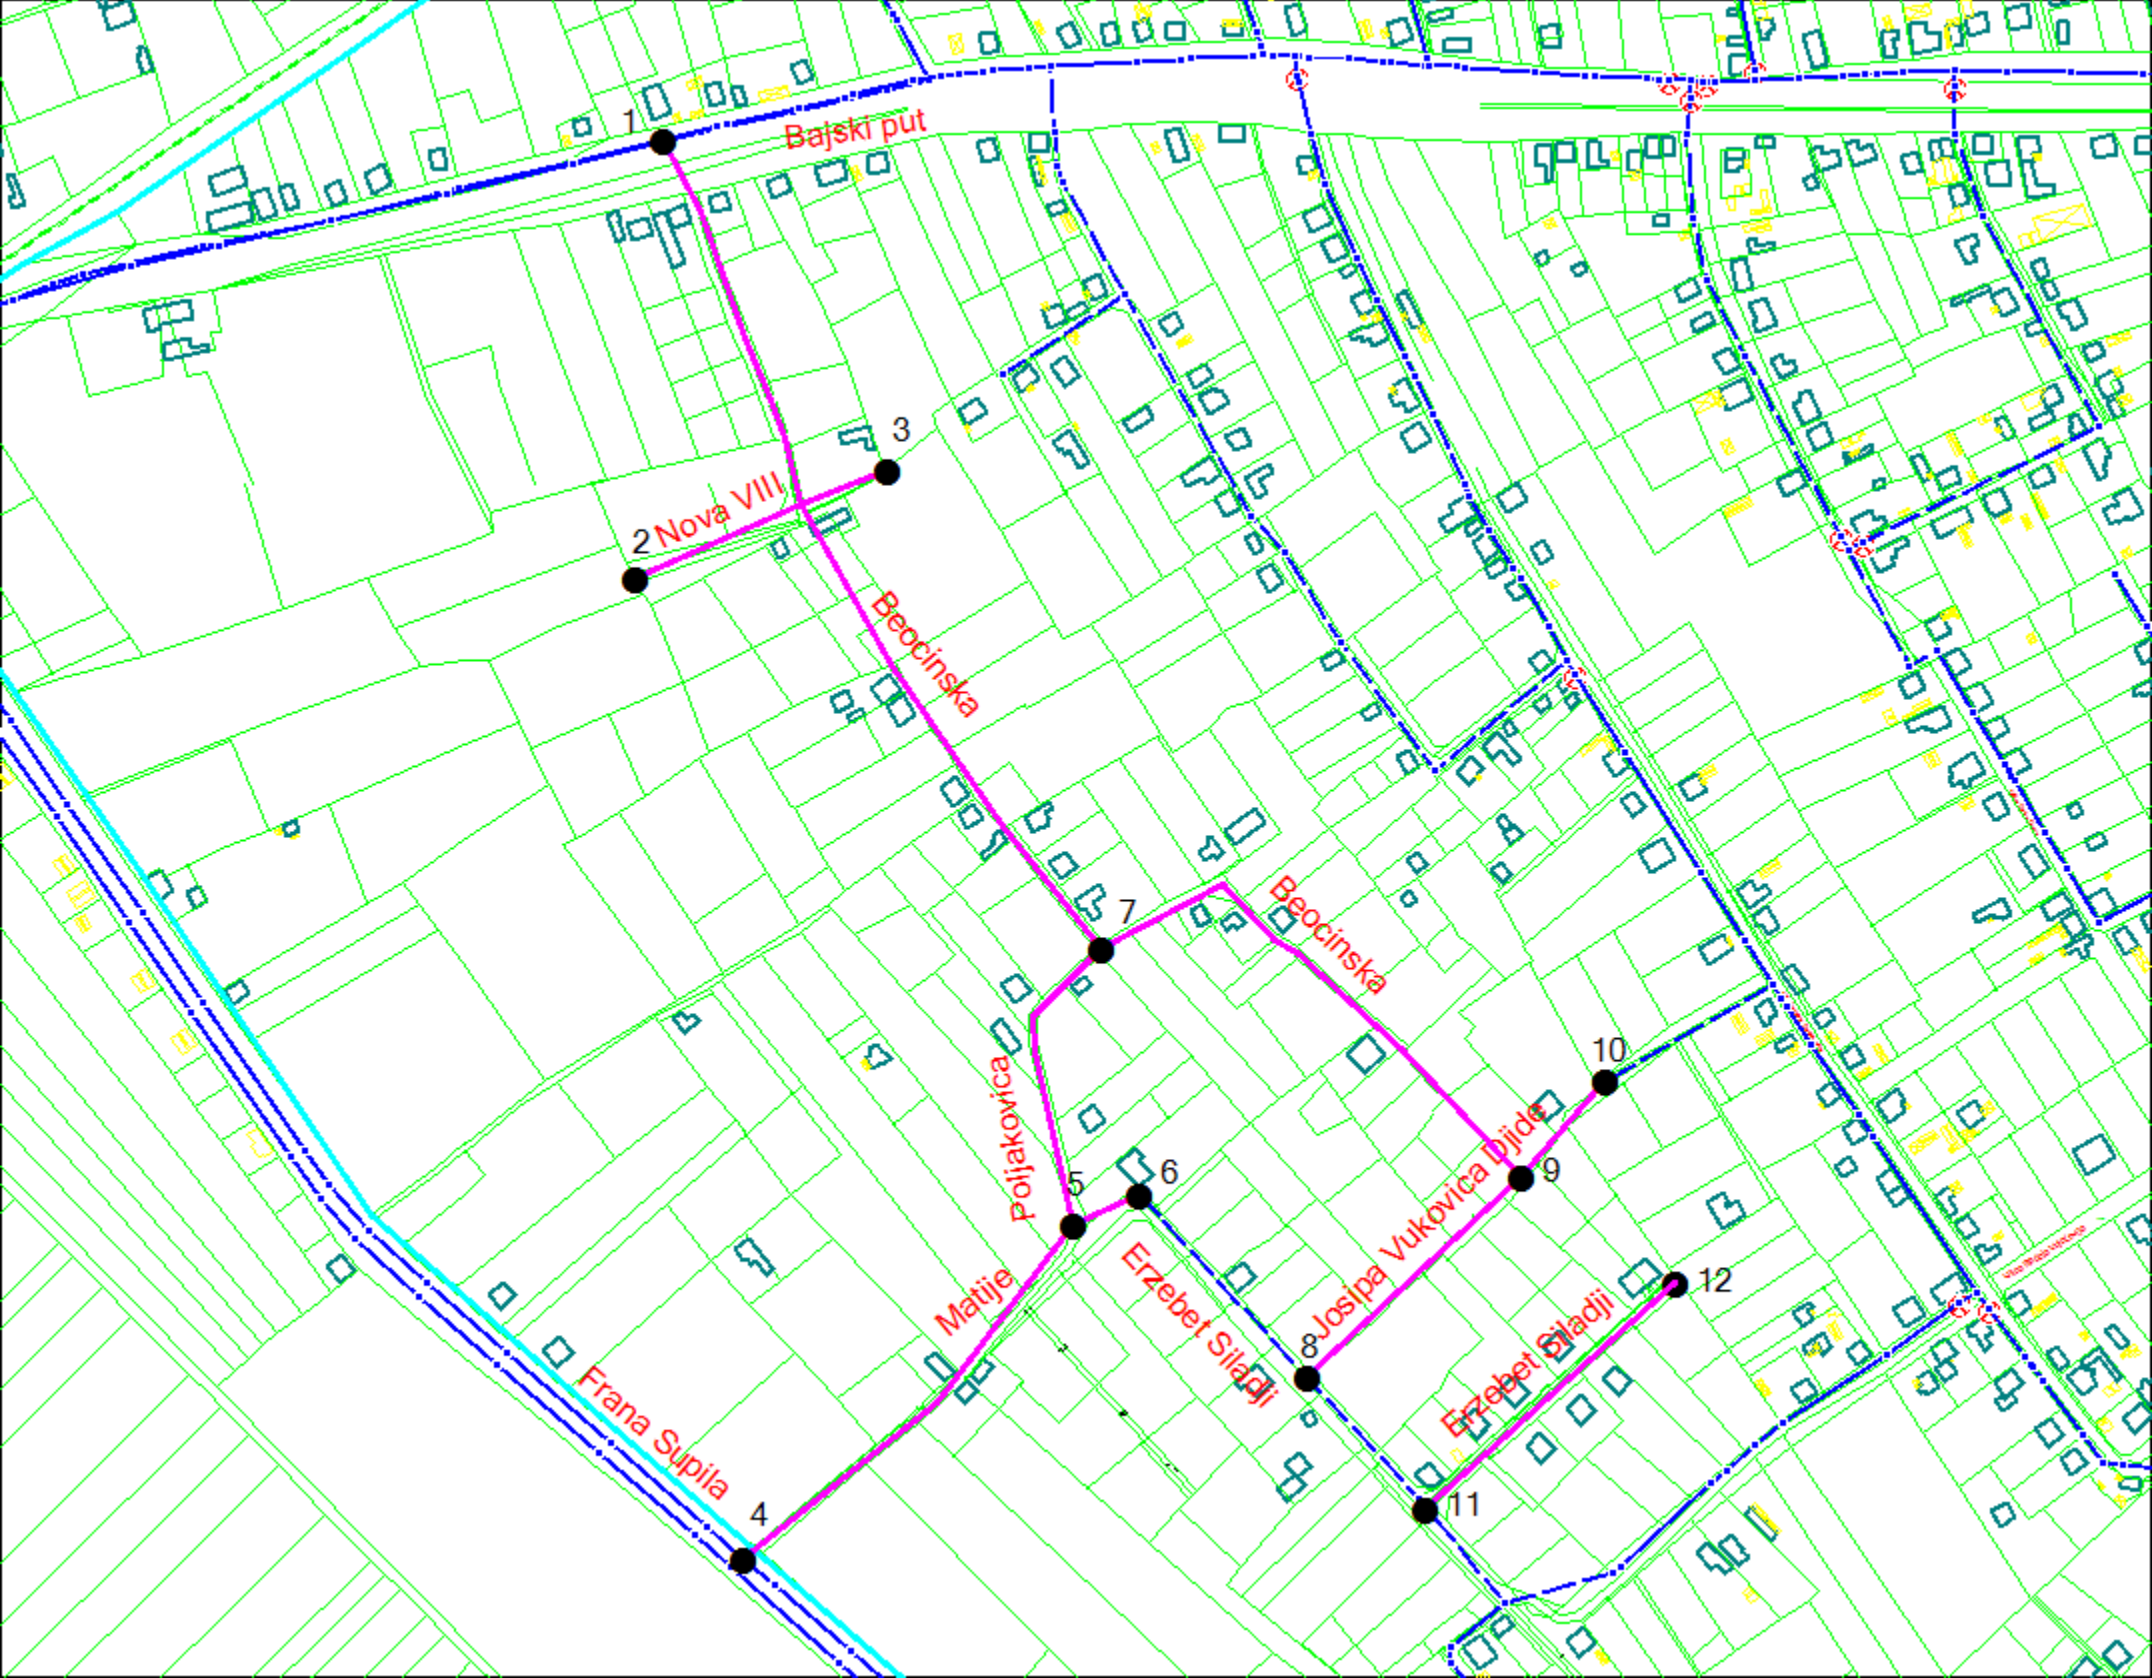 1
Bajski put
3
Nova VIII
2
Beocinska
7
Beocinska
Poljakovica
10
9
5
6
Josipa Vukovica Djide
Erzebet Siladji
Matije
12
8
Erzebet Siladji
Frana Supila
11
4